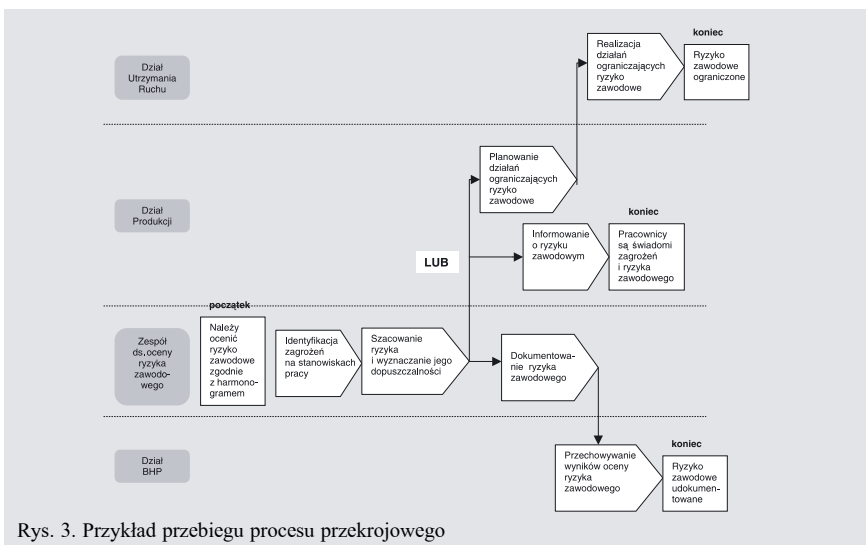 koniec
Dział
Utrzymania
Ruchu
Realizacja
działań
ograniczających
ryzyko
zawodowe
Ryzyko
zawodowe
ograniczone
Dział
Produkcji
Planowanie
działań
ograniczających
ryzyko
zawodowe
koniec
LUB
Informowanie
o ryzyku
zawodowym
Pracownicy
są świadomi
zagrożeń
i ryzyka
zawodowego
początek
Zespół
ds.oceny
ryzyka
zawodo-
wego
Należy
ocenić
ryzyko
zawodowe
zgodnie
z harmono-
gramem
Identyfikacja
zagrożeń
na stanowiskach
pracy
Szacowanie
ryzyka
i wyznaczanie jego
dopuszczalności
Dokumentowa-
nie ryzyka
zawodowego
koniec
Dział
BHP
Przechowywanie
wyników oceny
ryzyka
zawodowego
Ryzyko
zawodowe
udokumen-
towane
Rys. 3. Przykład przebiegu procesu przekrojowego